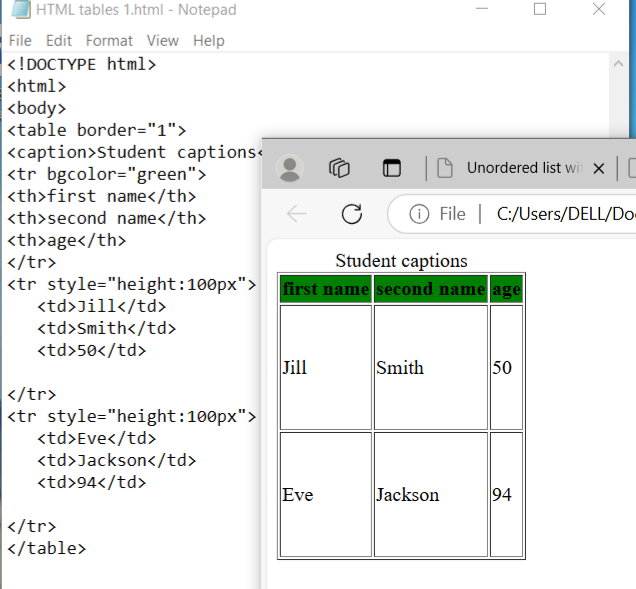 HTML tables 1.html - Notepad
File Edit Format View Help
<!DOCTYPE html>
<html>
<body>
<table border="1">
<caption>Student captions<
<tr bgcolor="green">
<th>first name</th>
<th>second name</th>
<th>age</th>
</tr>
<tr style="height:100px">
<td>Jill</td>
<td>Smith</td>
<td>50</td>
</tr>
<tr style="height:100px">
<td>Eve</td>
<td>Jackson</td>
<td>94</td>
</tr>
</table>
Unordered list wi
File | C:/Users/DELL/Do
Student captions
first name second name age
Jill Smith 50
Eve Jackson 94